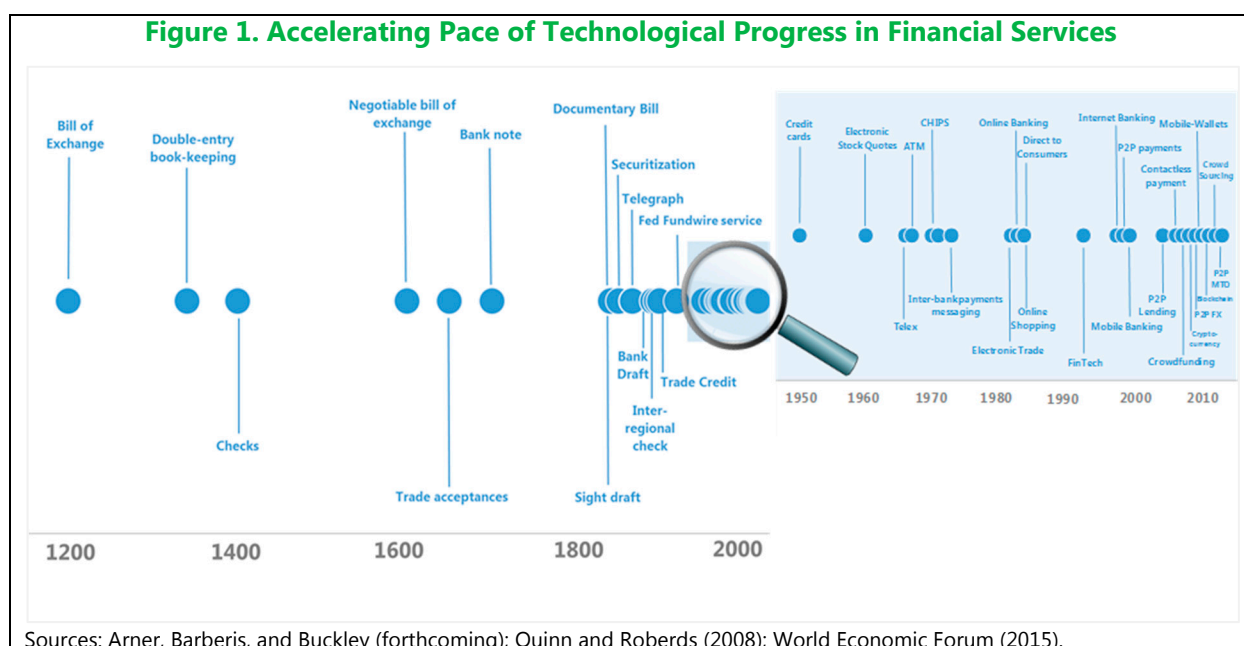 Figure 1. Accelerating Pace of Technological Progress in Financial Services
Bill of
Exchange
Double-entry
book-keeping
Checks
Negotiable bill of
exchange
Trade acceptances
Bank note
Documentary Bill
Securitization
Telegraph
Fed Fundwire service
Bank
Draft
Trade Credit
Inter-
regional
check
Sight draft
1200
1400
1600
1800
2000
Credit
cards
Electronic
Stock Quotes
ATM
CHIPS
Online Banking
Direct to
Consumers
Internet Banking
P2P payments
Mobile-Wallets
Contactless
payment
Crowd
Sourcing
Telex
Inter-bankpayments
messaging
Electronic Trade
Online
Shopping
FinTech
Mobile Banking
P2P
Lending
Crowdfunding
Crypto-
currency
P2P FX
Blockchain
P2P
MTO
1950
1960
1970
1980
1990
2000
2010
Sources: Arner, Barberis, and Buckley (forthcoming); Quinn and Roberds (2008); World Economic Forum (2015).